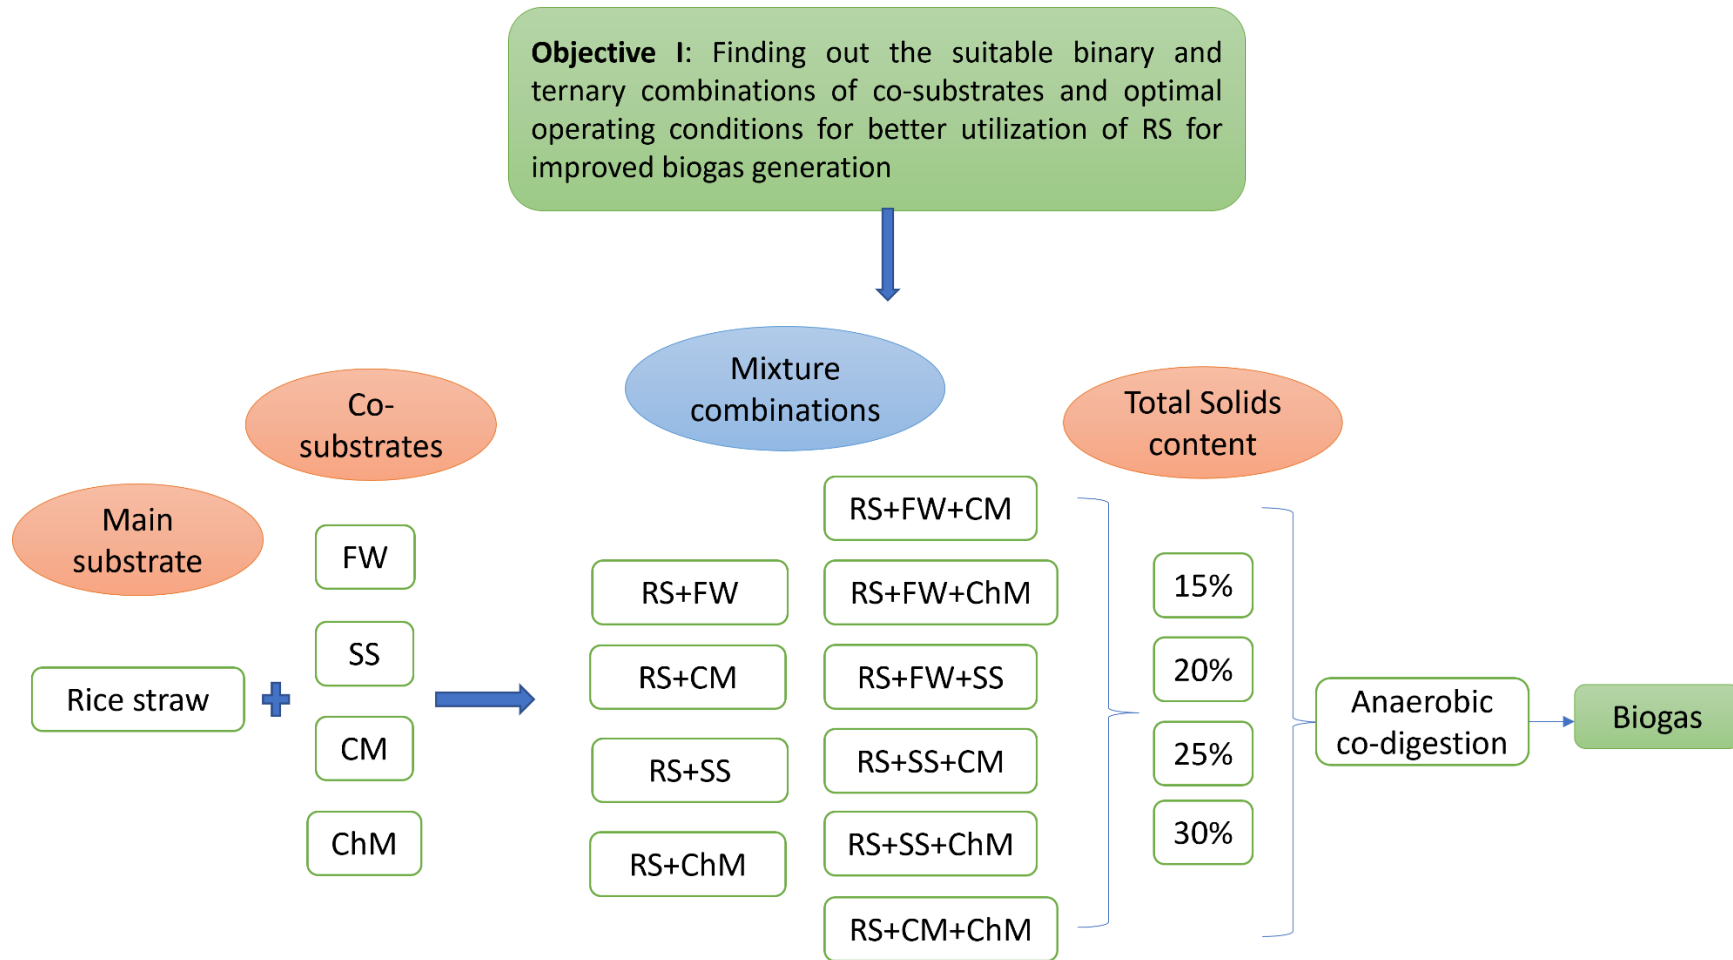 Objective I: Finding out the suitable binary and
ternary combinations of co-substrates and optimal
operating conditions for better utilization of RS for
improved biogas generation
Mixture
combinations
Co-
substrates
Total Solids
content
Main
substrate
Rice straw
FW
SS
CM
ChM
RS+FW
RS+CM
RS+SS
RS+ChM
RS+FW+CM
RS+FW+ChM
RS+FW+SS
RS+SS+CM
RS+SS+ChM
RS+CM+ChM
15%
20%
25%
30%
Anaerobic
co-digestion
Biogas